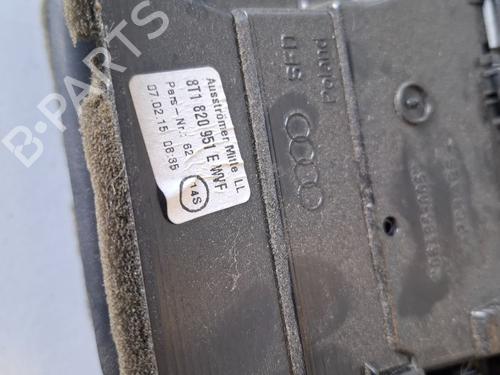 B-PARTS
Ausströmer Mitte LL
8T1 820 951 E WVF
Pers-Nr.: 62
07.02.15 08:35
14S
SFD
Poland